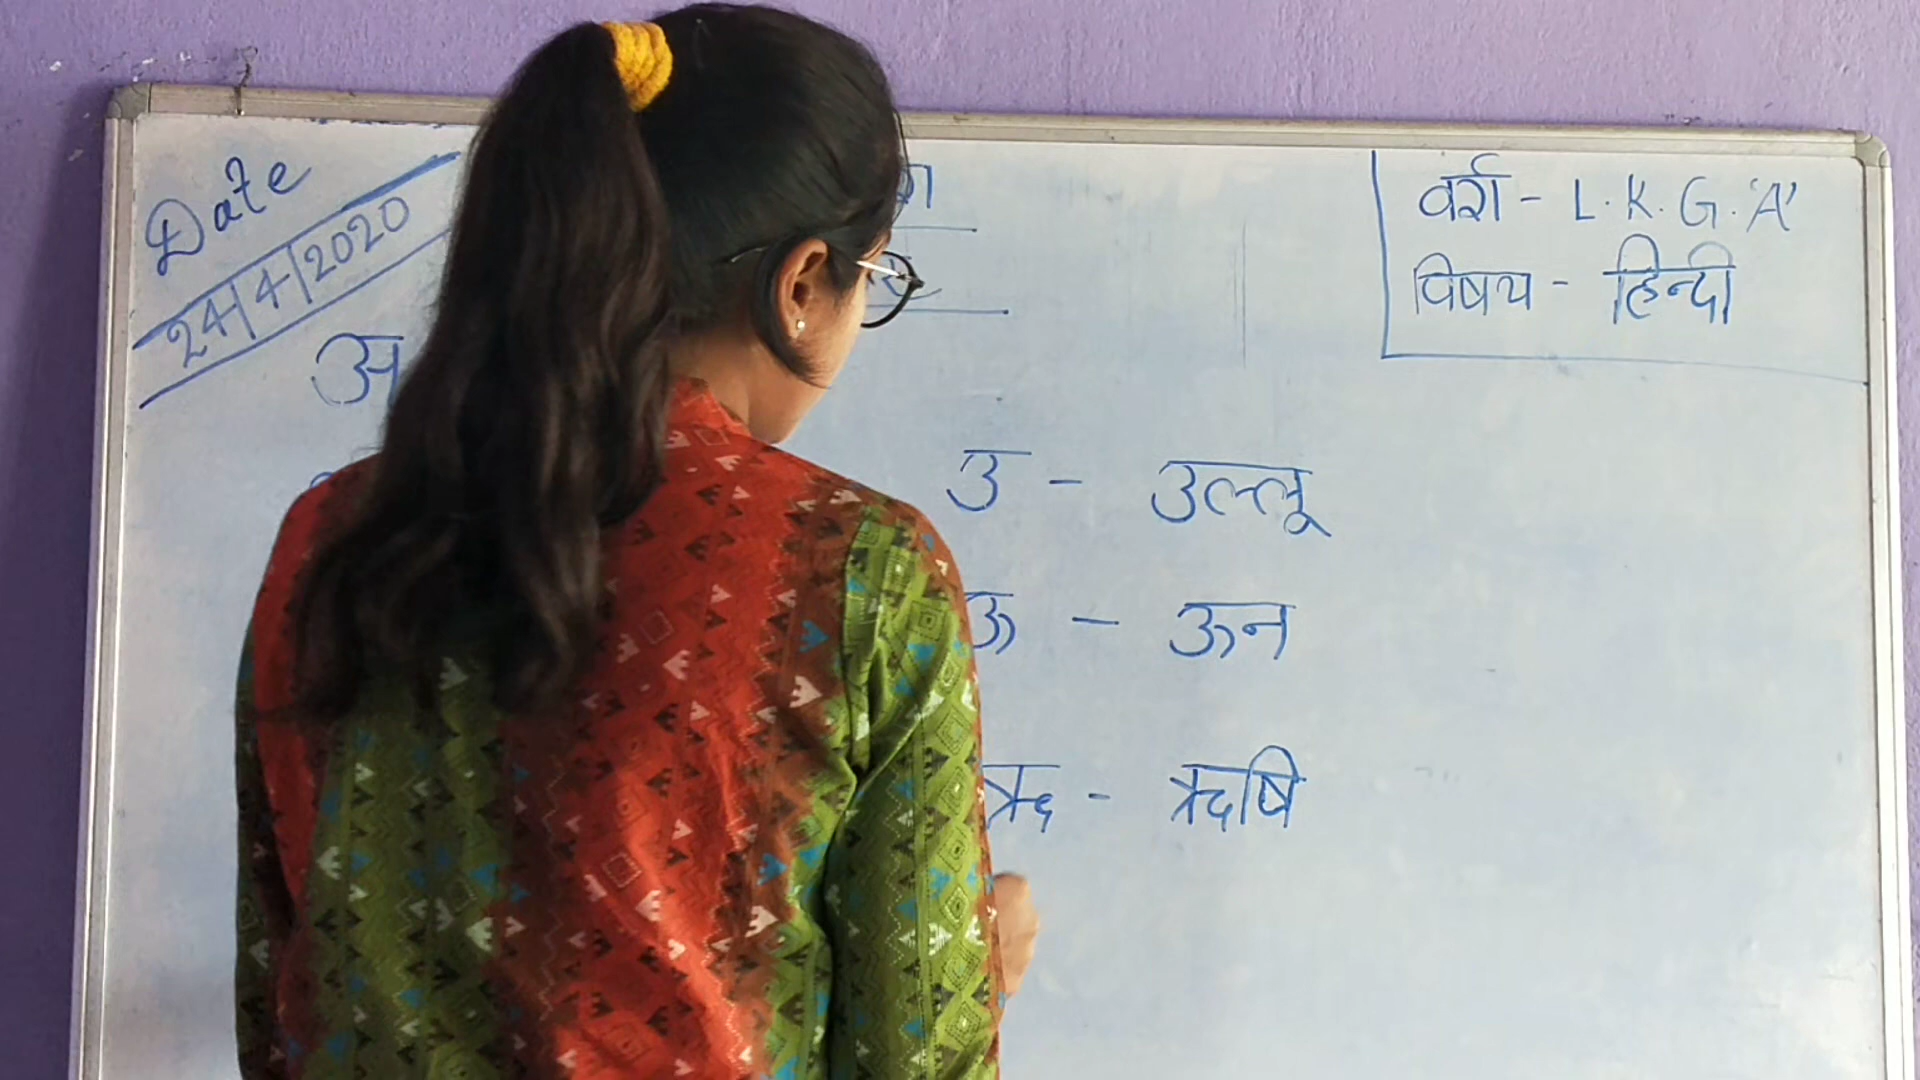 Date
24/4/2020
वर्ग - L.K.G.'A'
विषय - हिन्दी
अ
उ - उल्लू
ऊ - ऊन
ऋ - ऋषि